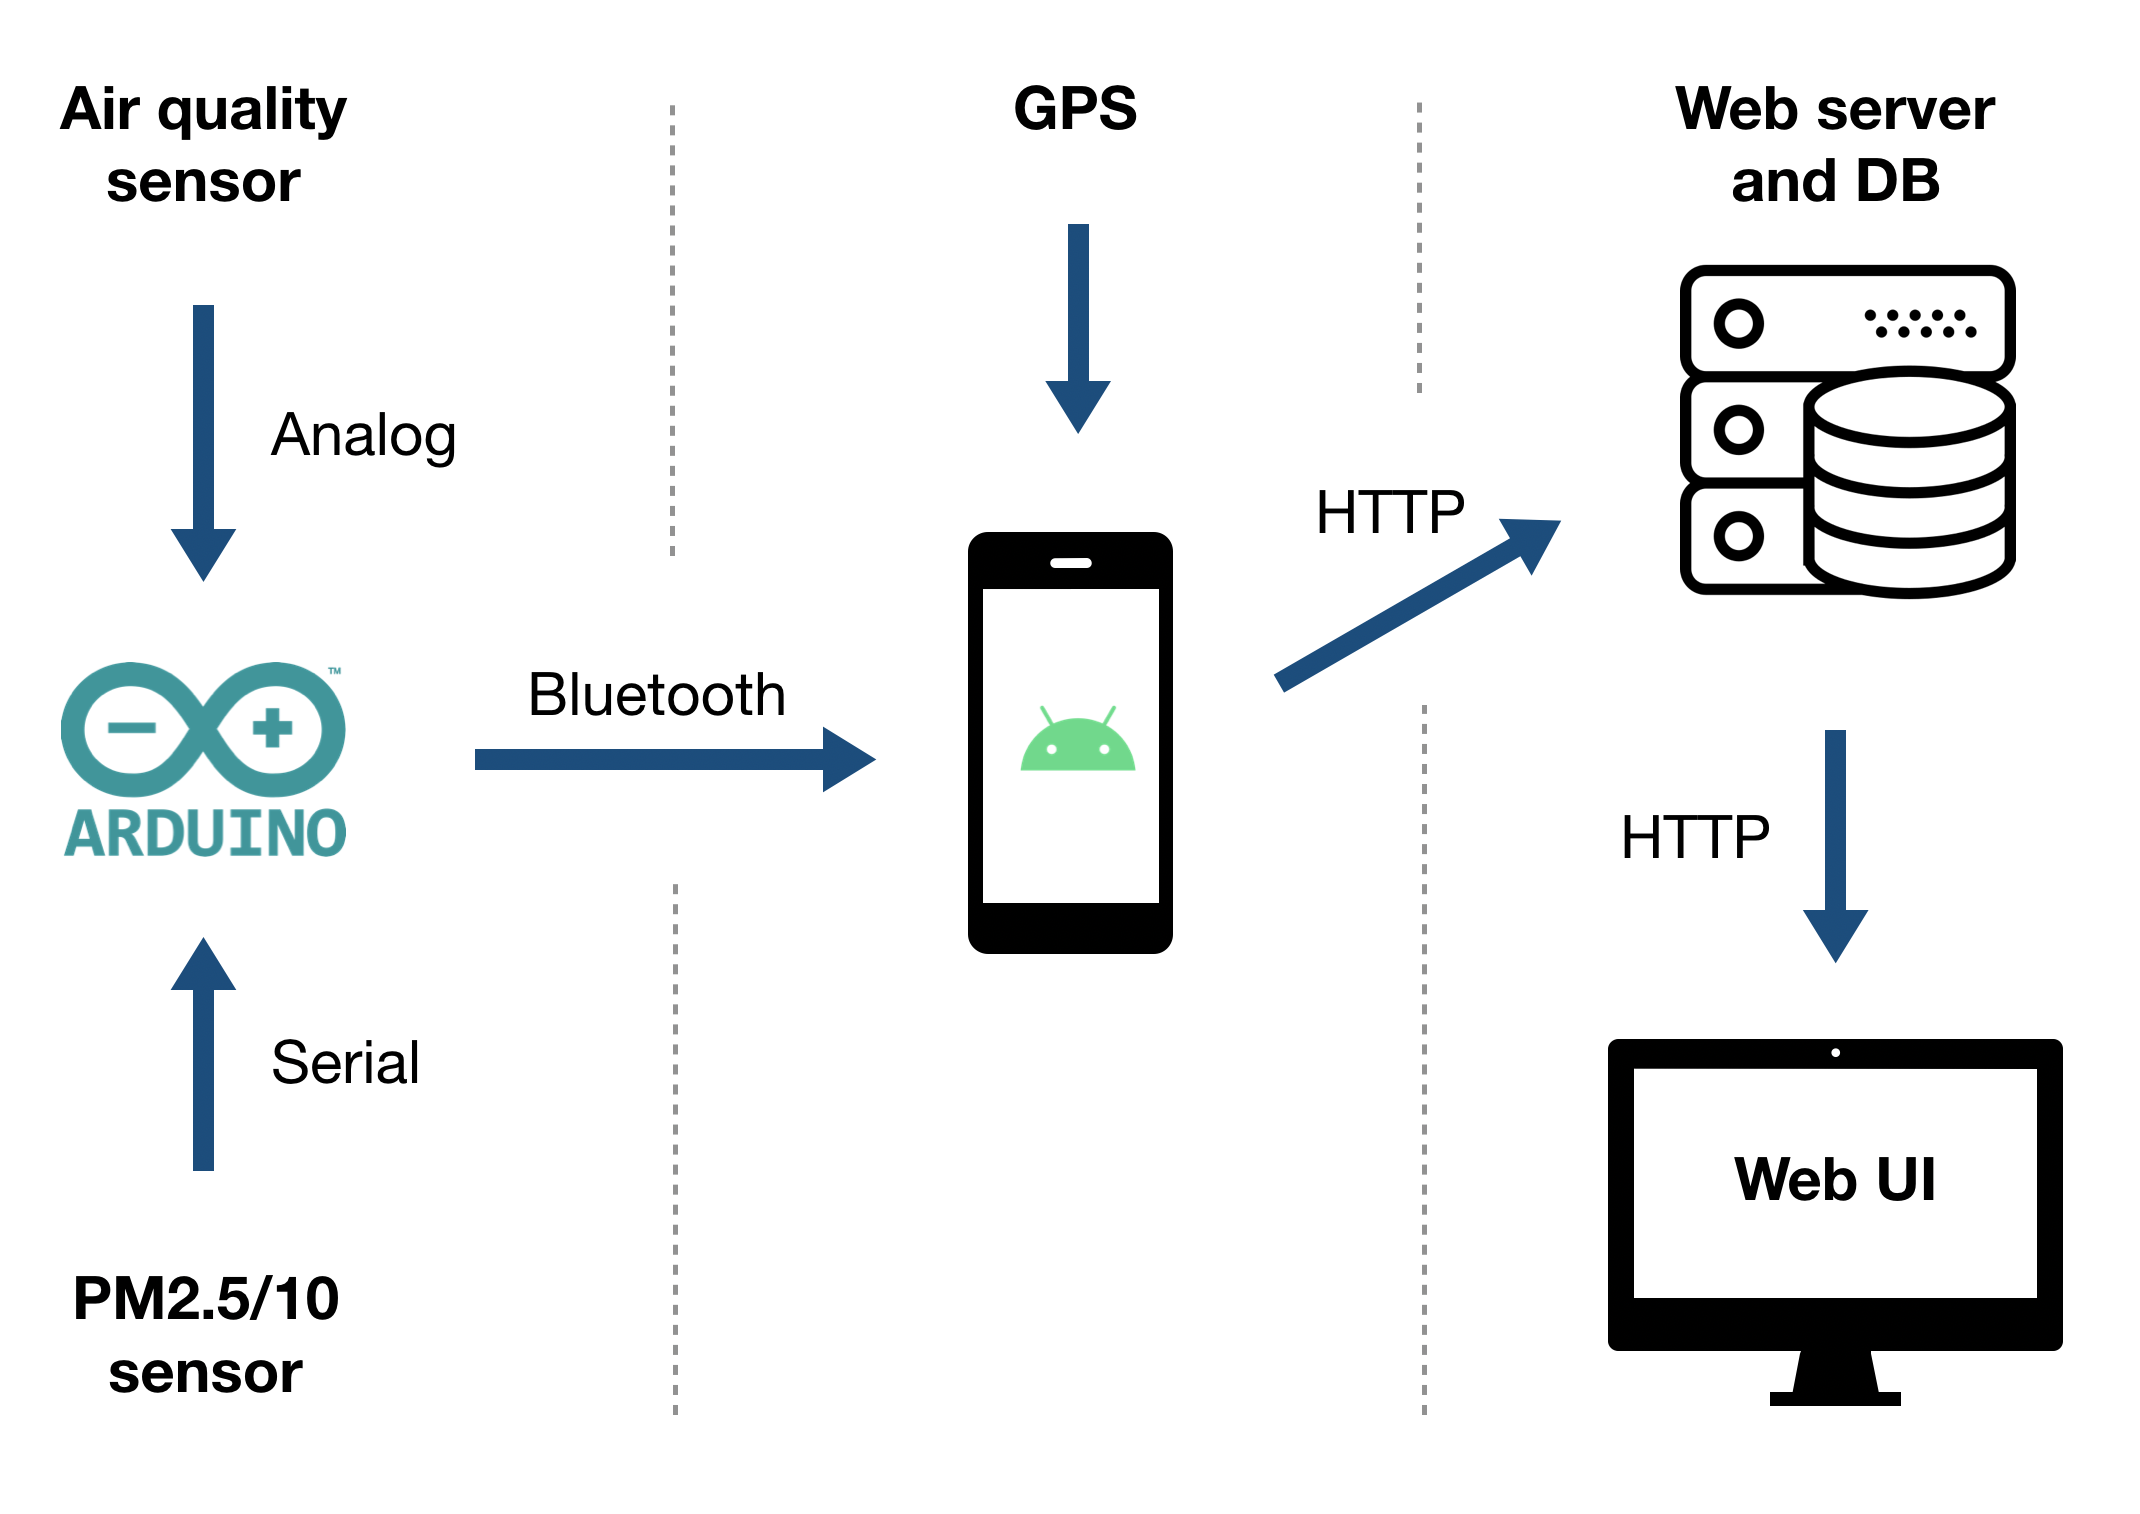 Air quality
sensor
Analog
ARDUINO
TM
Serial
PM2.5/10
sensor
Bluetooth
GPS
HTTP
Web server
and DB
HTTP
Web UI